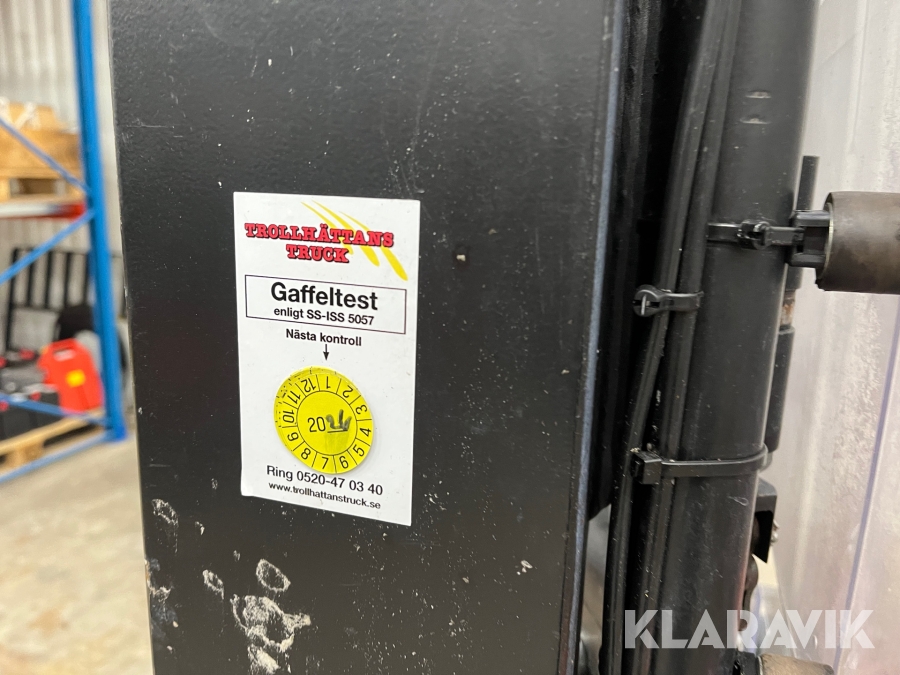 TROLLHÄTTANS
TRUCK
Gaffeltest
enligt SS-ISS 5057
Nästa kontroll
12 1 2 3 4 5 6 7 8 9 10 11
20
Ring 0520-47 03 40
www.trollhattanstruck.se
KLARAVIK